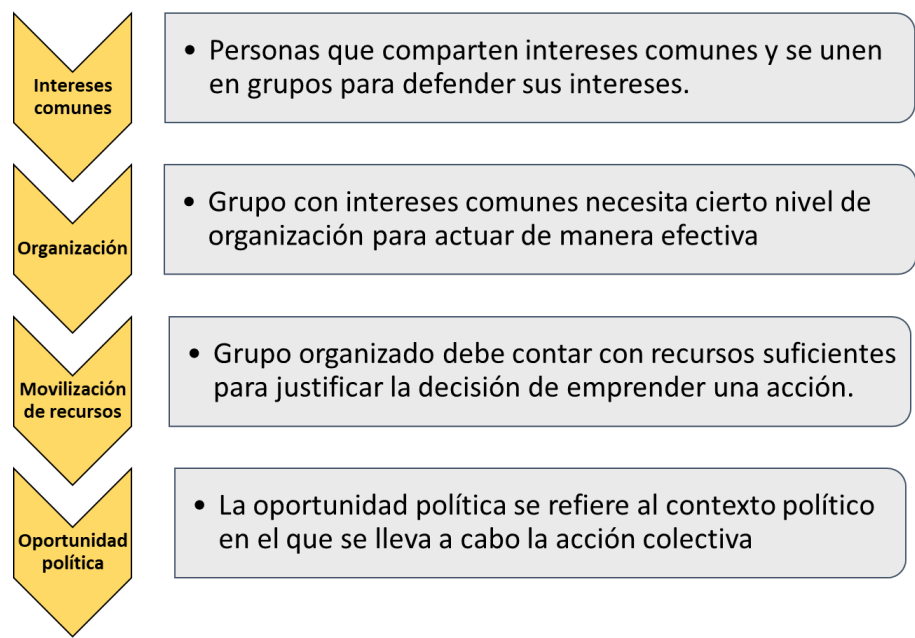 Intereses
comunes
• Personas que comparten intereses comunes y se unen
en grupos para defender sus intereses.
Organización
• Grupo con intereses comunes necesita cierto nivel de
organización para actuar de manera efectiva
Movilización
de recursos
• Grupo organizado debe contar con recursos suficientes
para justificar la decisión de emprender una acción.
Oportunidad
política
• La oportunidad política se refiere al contexto político
en el que se lleva a cabo la acción colectiva